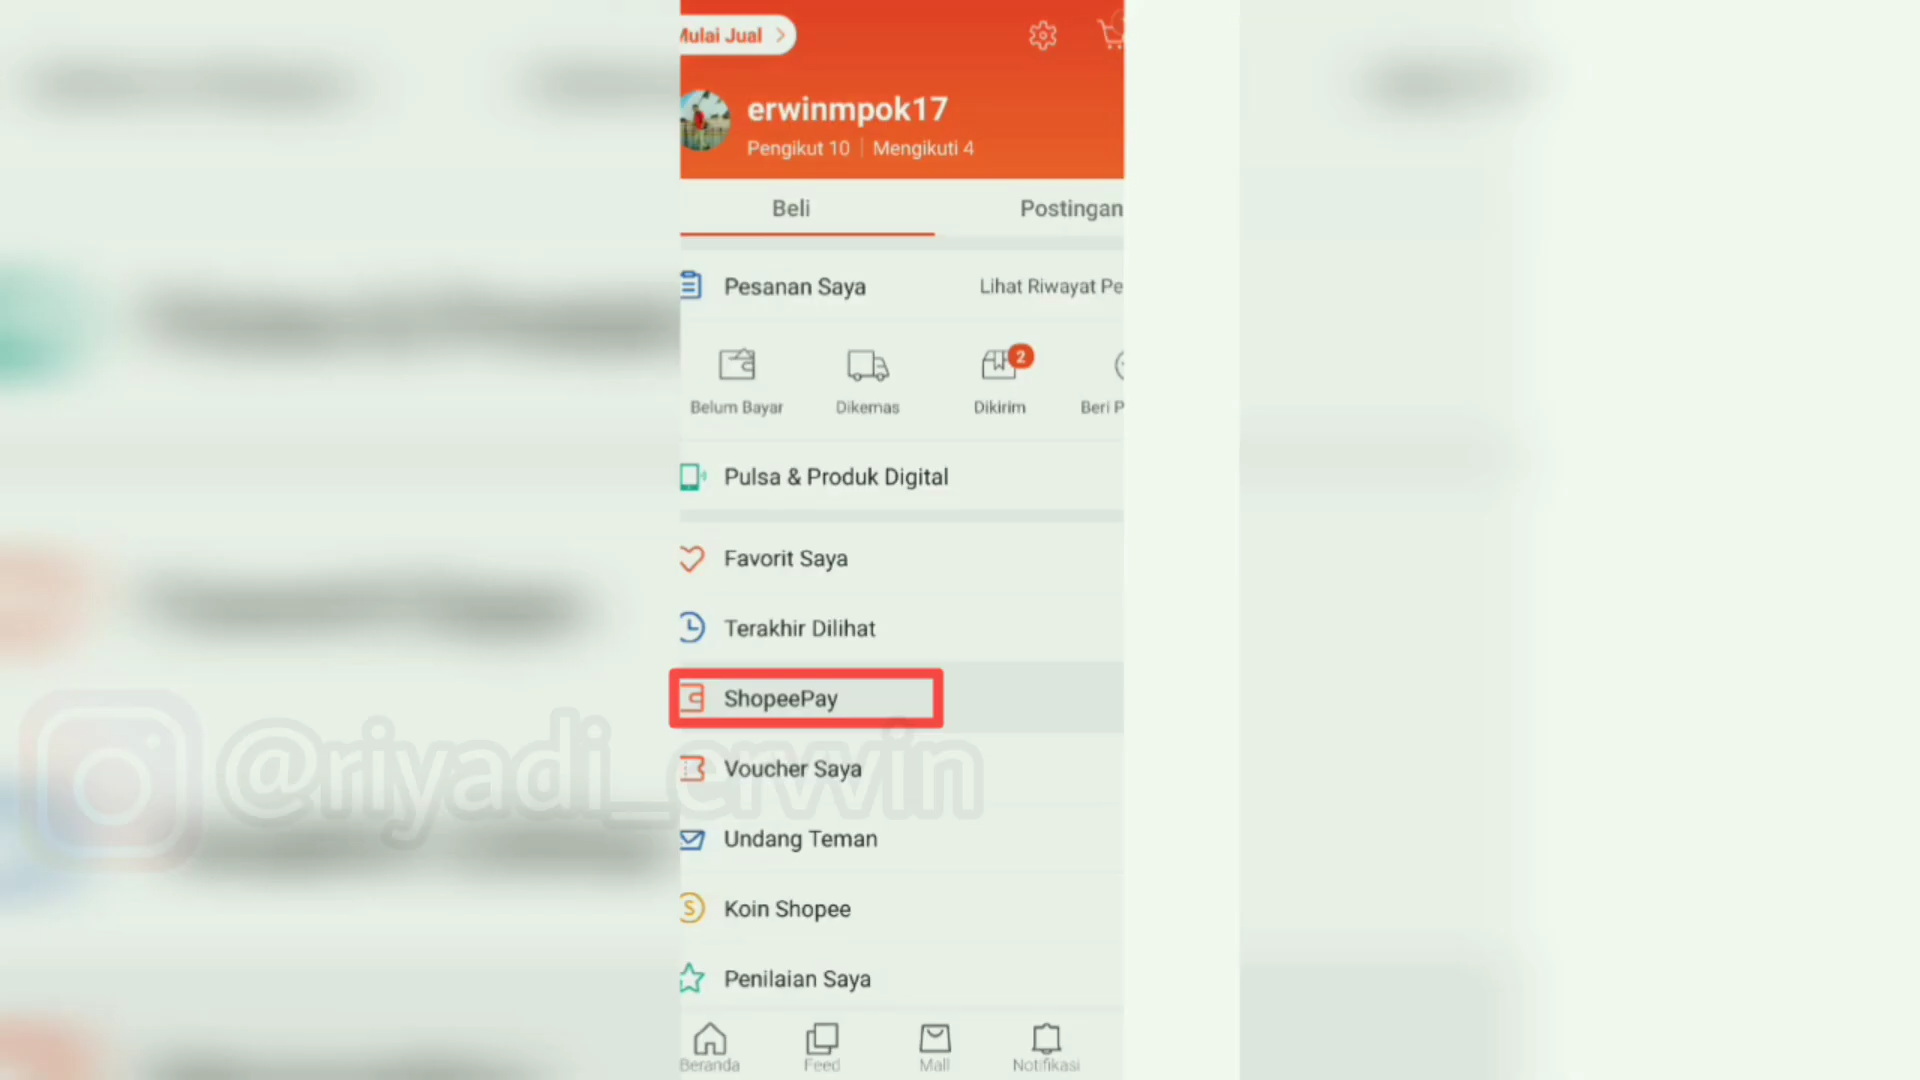 Mulai Jual
erwinmpok17
Pengikut 10 | Mengikuti 4
Beli
Postingan
Pesanan Saya
Lihat Riwayat Pe
2
Belum Bayar
Dikemas
Dikirim
Beri P
Pulsa & Produk Digital
Favorit Saya
Terakhir Dilihat
ShopeePay
@riyadi_erwin
Voucher Saya
Undang Teman
Koin Shopee
Penilaian Saya
Beranda
Feed
Mall
Notifikasi